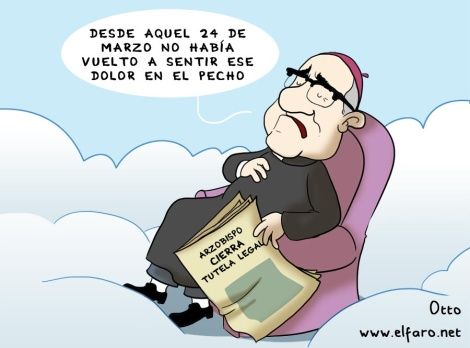 DESDE AQUEL 24 DE
MARZO NO HABÍA
VUELTO A SENTIR ESE
DOLOR EN EL PECHO
ARZOBISPO
CIERRA
TUTELA LEGAL
Otto
www.elfaro.net